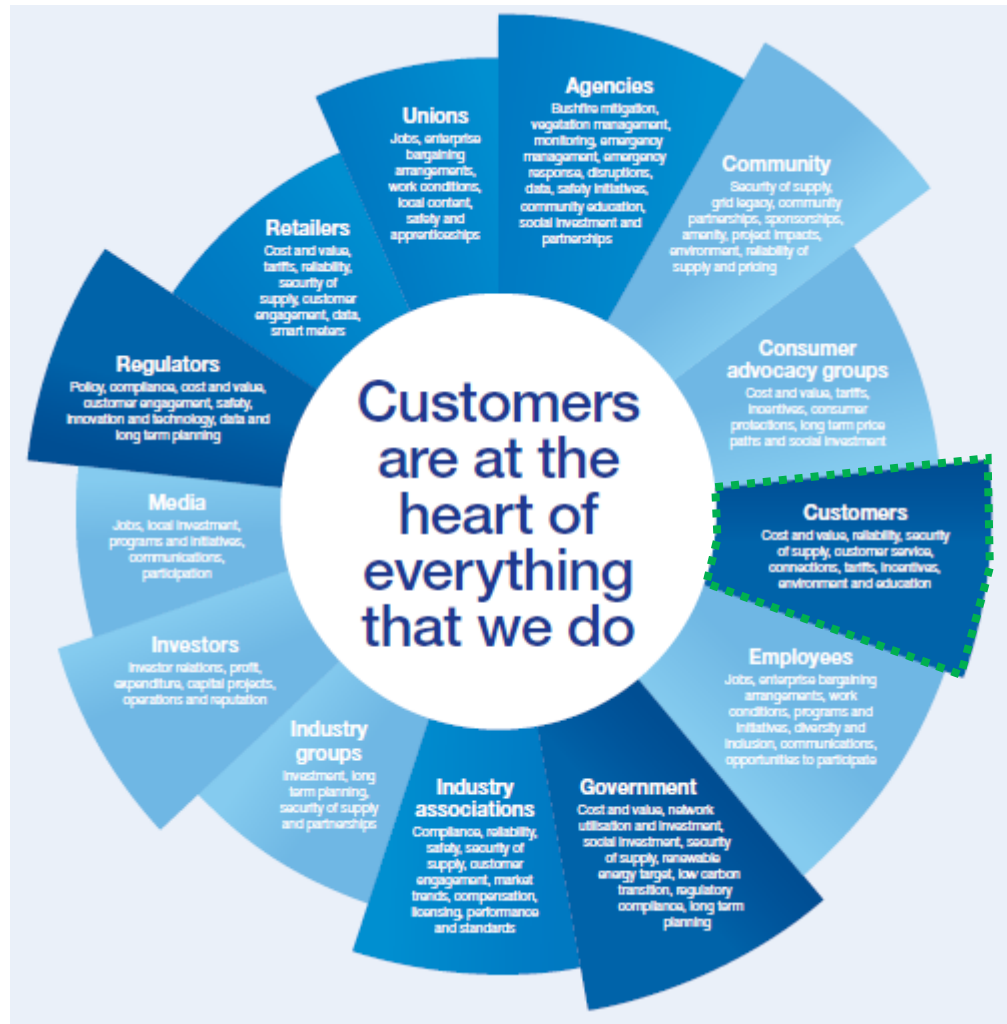 Agencies
Bushfire mitigation,
vegetation management,
monitoring, emergency
management, emergency
response, disruptions,
data, safety initiatives,
community education,
social investment and
partnerships
Community
Security of supply,
grid legacy, community
partnerships, sponsorships,
amenity, project impacts,
environment, reliability of
supply and pricing
Consumer
advocacy groups
Cost and value, tariffs,
incentives, consumer
protections, long term price
paths and social investment
Customers
Cost and value, reliability, security
of supply, customer service,
connections, tariffs, incentives,
environment and education
Employees
Jobs, enterprise bargaining
arrangements, work
conditions, programs and
initiatives, diversity and
inclusion, communications,
opportunities to participate
Government
Cost and value, network
utilisation and investment,
social investment, security
of supply, renewable
energy target, low carbon
transition, regulatory
compliance, long term
planning
Industry
associations
Compliance, reliability,
safety, security of
supply, customer
engagement, market
trends, compensation,
licensing, performance
and standards
Industry
groups
Investment, long
term planning,
security of supply
and partnerships
Investors
Investor relations, profit,
expenditure, capital projects,
operations and reputation
Media
Jobs, local investment,
programs and initiatives,
communications,
participation
Regulators
Policy, compliance, cost and value,
customer engagement, safety,
innovation and technology, data and
long term planning
Retailers
Cost and value,
tariffs, reliability,
security of
supply, customer
engagement, data,
smart meters
Unions
Jobs, enterprise
bargaining
arrangements,
work conditions,
local content,
safety and
apprenticeships
Customers
are at the
heart of
everything
that we do